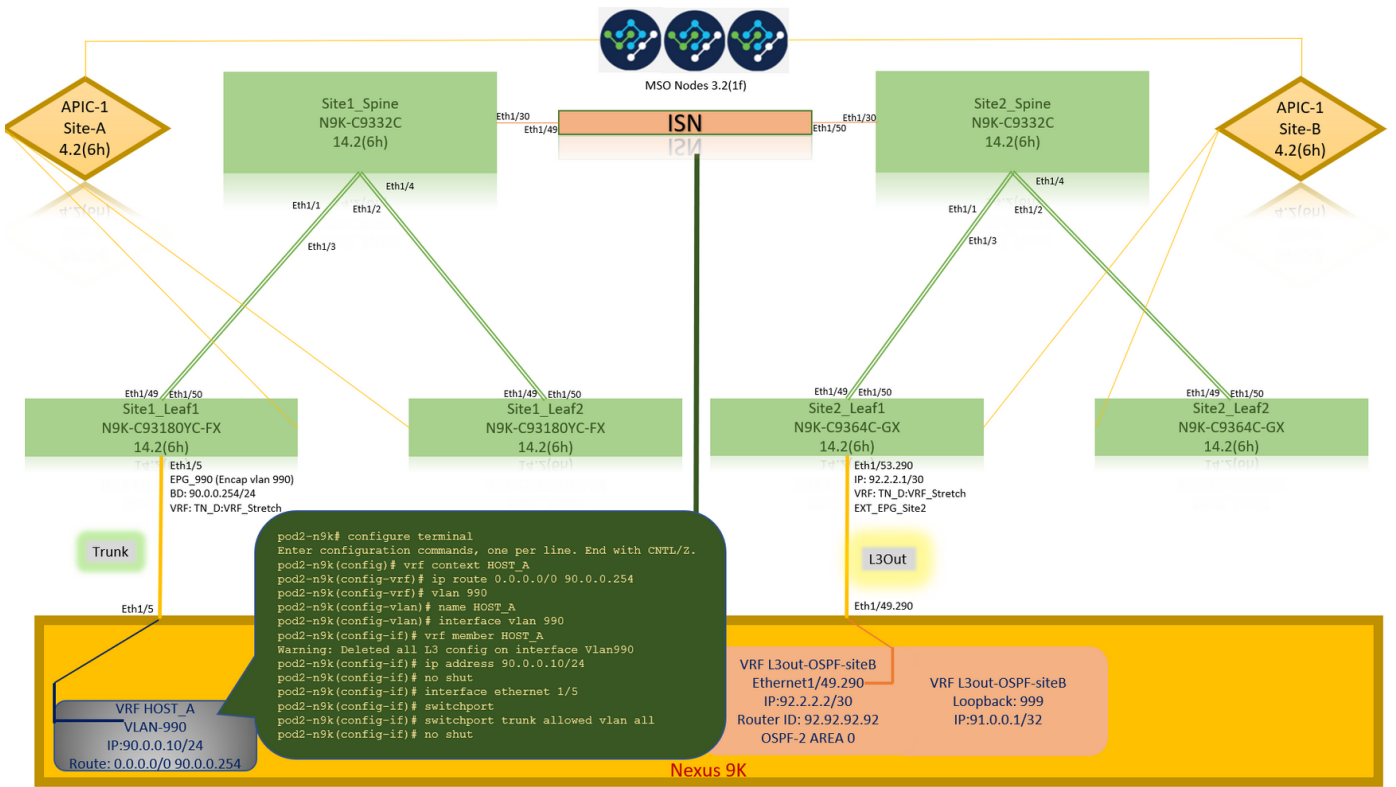 MSO Nodes 3.2(1f)
APIC-1
Site-A
4.2(6h)
Site1_Spine
N9K-C9332C
14.2(6h)
Eth1/30
Eth1/49
ISN
Eth1/30
Eth1/50
Site2_Spine
N9K-C9332C
14.2(6h)
APIC-1
Site-B
4.2(6h)
Eth1/4
Eth1/1
Eth1/2
Eth1/3
Eth1/4
Eth1/1
Eth1/2
Eth1/3
Eth1/49
Eth1/50
Site1_Leaf1
N9K-C93180YC-FX
14.2(6h)
Eth1/49
Eth1/50
Site1_Leaf2
N9K-C93180YC-FX
14.2(6h)
Eth1/49
Eth1/50
Site2_Leaf1
N9K-C9364C-GX
14.2(6h)
Eth1/49
Eth1/50
Site2_Leaf2
N9K-C9364C-GX
14.2(6h)
Eth1/5
EPG_990 (Encap vlan 990)
BD: 90.0.0.254/24
VRF: TN_D:VRF_Stretch
Eth1/53.290
IP: 92.2.2.1/30
VRF: TN_D:VRF_Stretch
EXT_EPG_Site2
Trunk
L3Out
Eth1/5
Eth1/49.290
pod2-n9k# configure terminal
Enter configuration commands, one per line. End with CNTL/Z.
pod2-n9k(config)# vrf context HOST_A
pod2-n9k(config-vrf)# ip route 0.0.0.0/0 90.0.0.254
pod2-n9k(config-vrf)# vlan 990
pod2-n9k(config-vlan)# name HOST_A
pod2-n9k(config-vlan)# interface vlan 990
pod2-n9k(config-if)# vrf member HOST_A
Warning: Deleted all L3 config on interface Vlan990
pod2-n9k(config-if)# ip address 90.0.0.10/24
pod2-n9k(config-if)# no shut
pod2-n9k(config-if)# interface ethernet 1/5
pod2-n9k(config-if)# switchport
pod2-n9k(config-if)# switchport trunk allowed vlan all
pod2-n9k(config-if)# no shut
VRF HOST_A
VLAN-990
IP:90.0.0.10/24
Route: 0.0.0.0/0 90.0.0.254
VRF L3out-OSPF-siteB
Ethernet1/49.290
IP:92.2.2.2/30
Router ID: 92.92.92.92
OSPF-2 AREA 0
VRF L3out-OSPF-siteB
Loopback: 999
IP:91.0.0.1/32
Nexus 9K